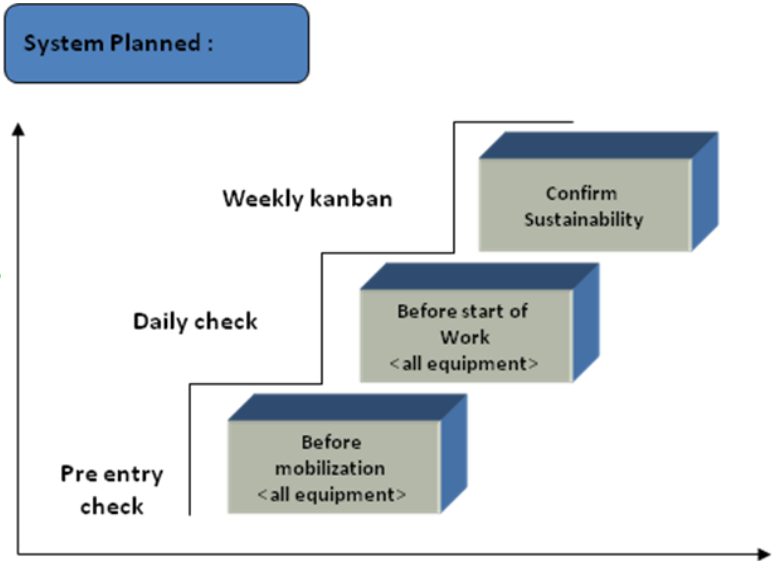 System Planned :
Weekly kanban
Confirm
Sustainability
Daily check
Before start of
Work
<all equipment>
Pre entry
check
Before
mobilization
<all equipment>